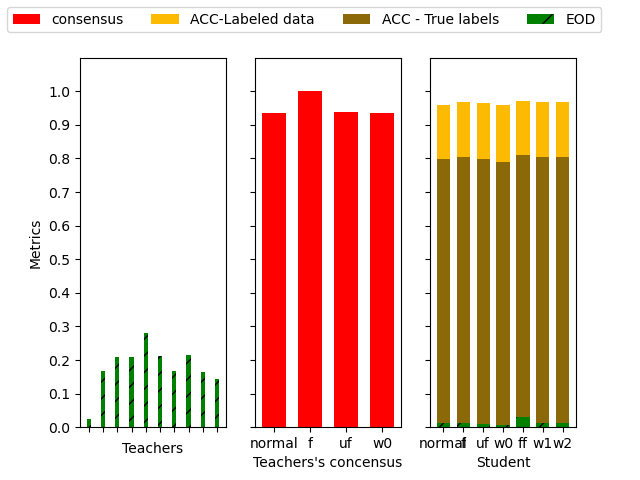 consensus ACC-Labeled data ACC - True labels EOD
Metrics
1.0
0.9
0.8
0.7
0.6
0.5
0.4
0.3
0.2
0.1
0.0
normal f uf w0
normal f uf w0 ff w1 w2
Teachers
Teachers's concensus
Student